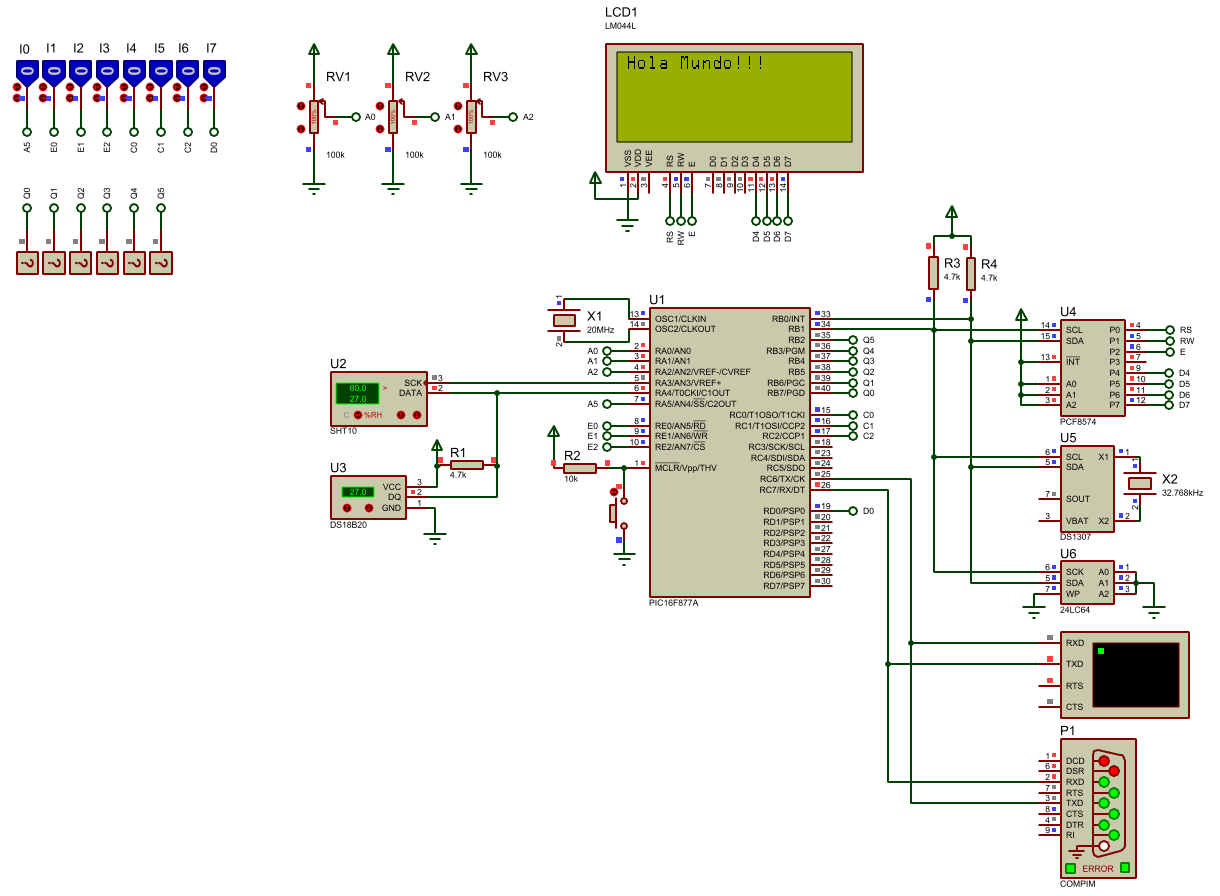 I0 I1 I2 I3 I4 I5 I6 I7
A5 E0 E1 E2 C0 C1 C2 D0
Q0 Q1 Q2 Q3 Q4 Q5
? ? ? ? ? ?
RV1 RV2 RV3
100% 100% 100%
A0 A1 A2
100k 100k 100k
LCD1
LM044L
Hola Mundo!!!
VSS VDD VEE RS RW E D0 D1 D2 D3 D4 D5 D6 D7
1 2 3 4 5 6 7 8 9 10 11 12 13 14
RS RW E D4 D5 D6 D7
X1
20MHz
1
2
U1
13 OSC1/CLKIN
14 OSC2/CLKOUT
A0 2 RA0/AN0
A1 3 RA1/AN1
A2 4 RA2/AN2/VREF-/CVREF
5 RA3/AN3/VREF+
6 RA4/T0CKI/C1OUT
A5 7 RA5/AN4/SS/C2OUT
E0 8 RE0/AN5/RD
E1 9 RE1/AN6/WR
E2 10 RE2/AN7/CS
1 MCLR/Vpp/THV
RB0/INT 33
RB1 34
RB2 35 Q5
RB3/PGM 36 Q4
RB4 37 Q3
RB5 38 Q2
RB6/PGC 39 Q1
RB7/PGD 40 Q0
RC0/T1OSO/T1CKI 15 C0
RC1/T1OSI/CCP2 16 C1
RC2/CCP1 17 C2
RC3/SCK/SCL 18
RC4/SDI/SDA 23
RC5/SDO 24
RC6/TX/CK 25
RC7/RX/DT 26
RD0/PSP0 19 D0
RD1/PSP1 20
RD2/PSP2 21
RD3/PSP3 22
RD4/PSP4 27
RD5/PSP5 28
RD6/PSP6 29
RD7/PSP7 30
PIC16F877A
U2
80.0 >
27.0
C %RH
SCK 3
DATA 2
SHT10
R1
4.7k
U3
27.0
VCC 3
DQ 2
GND 1
DS18B20
R2
10k
R3
4.7k
R4
4.7k
U4
14 SCL
15 SDA
13 INT
1 A0
2 A1
3 A2
P0 4 RS
P1 5 RW
P2 6 E
P3 7
P4 9 D4
P5 10 D5
P6 11 D6
P7 12 D7
PCF8574
U5
6 SCL
5 SDA
7 SOUT
3 VBAT
X1 1
X2 2
DS1307
X2
32.768kHz
1
2
U6
6 SCK
5 SDA
7 WP
A0 1
A1 2
A2 3
24LC64
RXD
TXD
RTS
CTS
P1
1 DCD
6 DSR
2 RXD
7 RTS
3 TXD
8 CTS
4 DTR
9 RI
ERROR
COMPIM